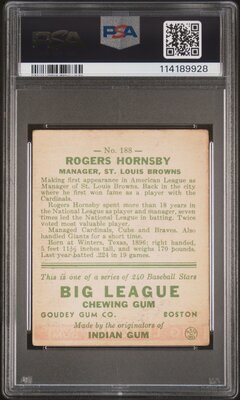 PSA
PSA
114189928
— No. 188 —
ROGERS HORNSBY
MANAGER, ST. LOUIS BROWNS
Making first appearance in American League as
Manager of St. Louis Browns. Back in the city
where he first won fame as a player with the
Cardinals.
Rogers Hornsby spent more than 18 years in
the National League as player and manager, seven
times led the National League in batting. Twice
voted most valuable player.
Managed Cardinals, Cubs and Braves. Also
handled Giants for a short time.
Born at Winters, Texas, 1896; right handed,
5 feet 11½ inches tall, and weighs 179 pounds.
Last year batted .224 in 19 games.
This is one of a series of 240 Baseball Stars
BIG LEAGUE
CHEWING GUM
GOUDEY GUM CO. BOSTON
Made by the originators of
INDIAN GUM